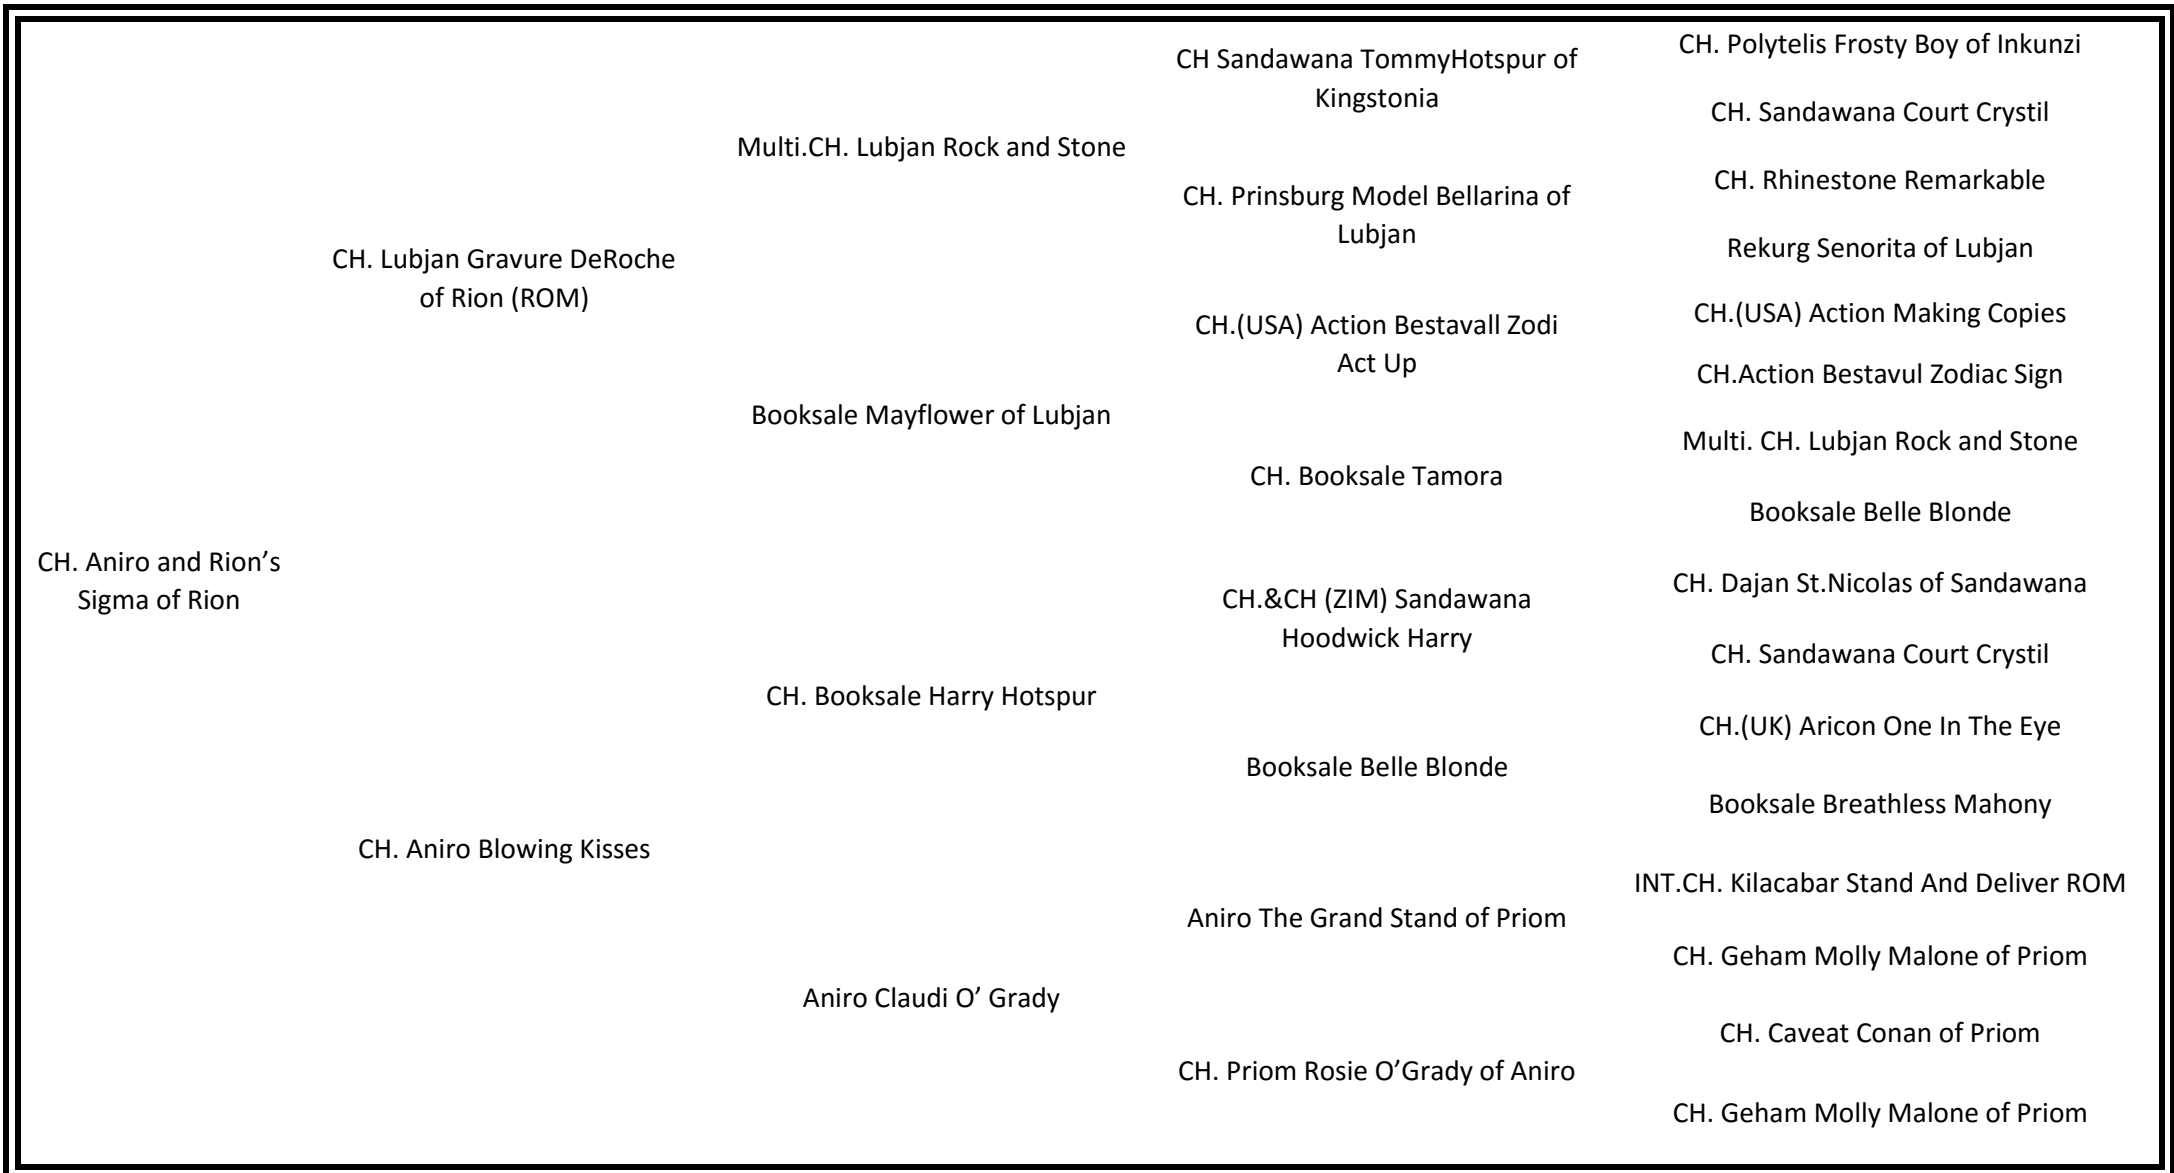 CH. Aniro and Rion’s
Sigma of Rion
CH. Lubjan Gravure DeRoche
of Rion (ROM)
CH. Aniro Blowing Kisses
Multi.CH. Lubjan Rock and Stone
Booksale Mayflower of Lubjan
CH. Booksale Harry Hotspur
Aniro Claudi O’ Grady
CH Sandawana TommyHotspur of
Kingstonia
CH. Prinsburg Model Bellarina of
Lubjan
CH.(USA) Action Bestavall Zodi
Act Up
CH. Booksale Tamora
CH.&CH (ZIM) Sandawana
Hoodwick Harry
Booksale Belle Blonde
Aniro The Grand Stand of Priom
CH. Priom Rosie O’Grady of Aniro
CH. Polytelis Frosty Boy of Inkunzi
CH. Sandawana Court Crystil
CH. Rhinestone Remarkable
Rekurg Senorita of Lubjan
CH.(USA) Action Making Copies
CH.Action Bestavul Zodiac Sign
Multi. CH. Lubjan Rock and Stone
Booksale Belle Blonde
CH. Dajan St.Nicolas of Sandawana
CH. Sandawana Court Crystil
CH.(UK) Aricon One In The Eye
Booksale Breathless Mahony
INT.CH. Kilacabar Stand And Deliver ROM
CH. Geham Molly Malone of Priom
CH. Caveat Conan of Priom
CH. Geham Molly Malone of Priom